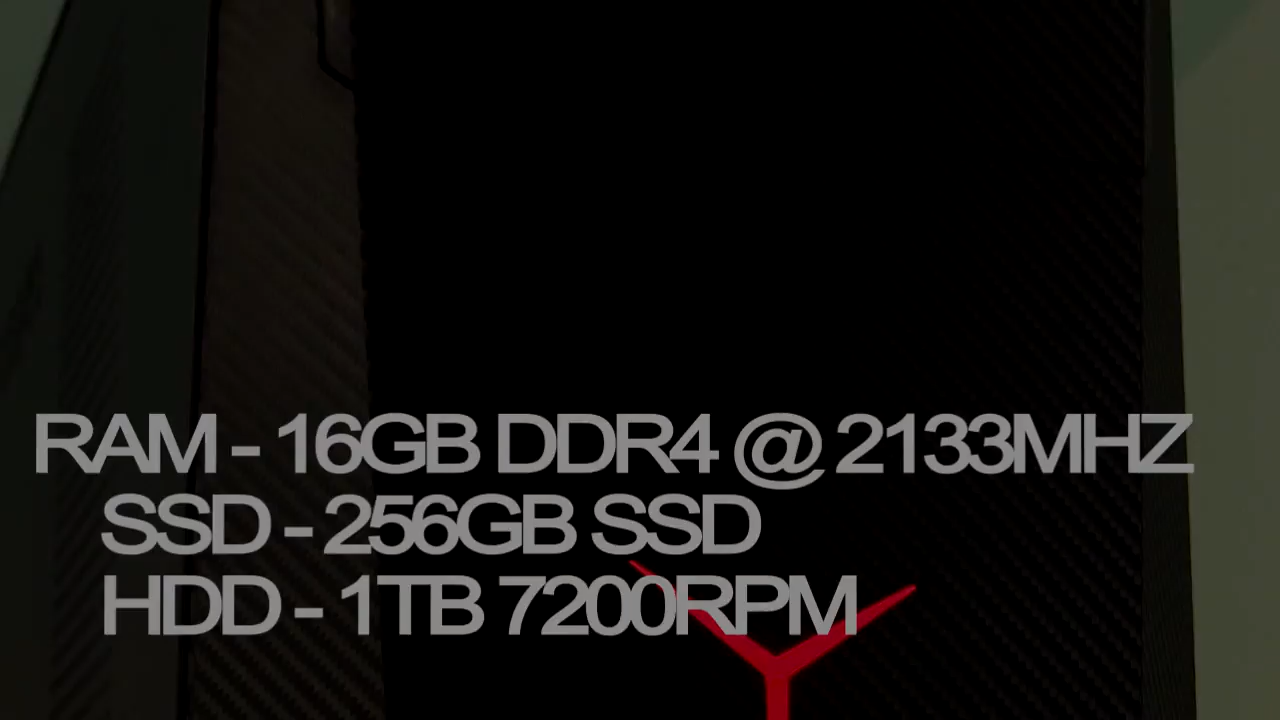 RAM - 16GB DDR4 @ 2133MHZ
SSD - 256GB SSD
HDD - 1TB 7200RPM